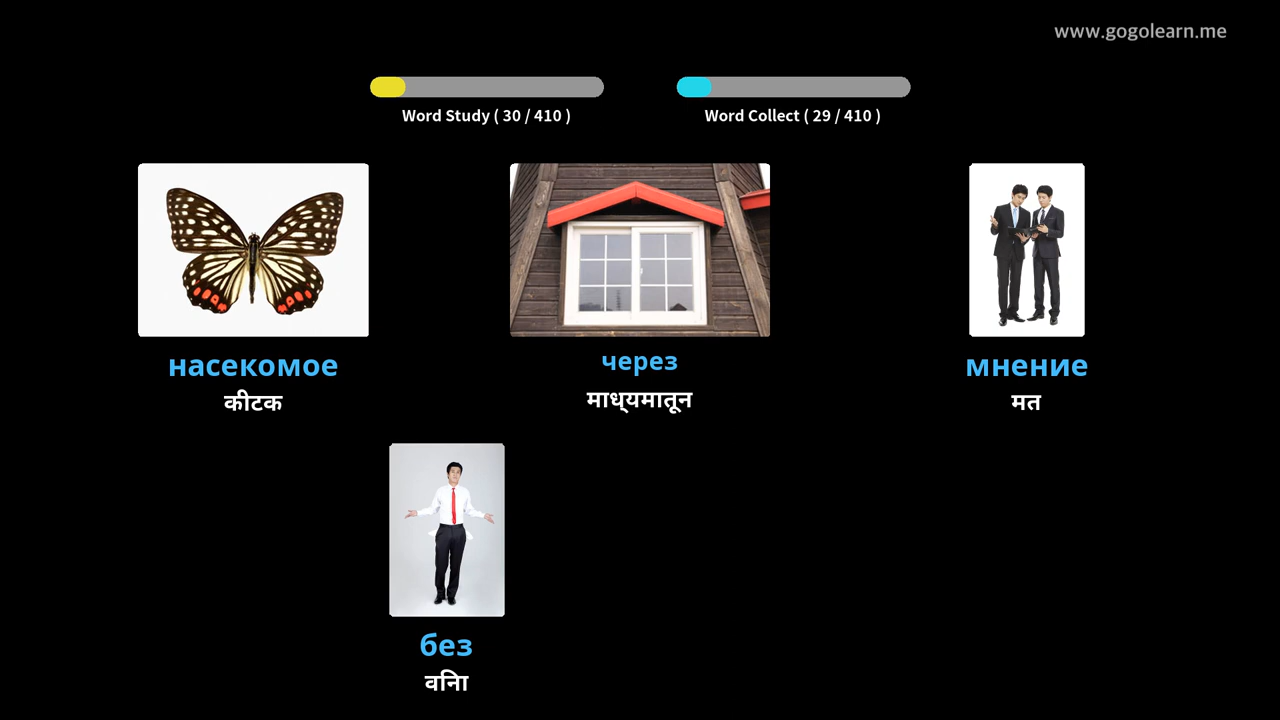 www.gogolearn.me
Word Study ( 30 / 410 )
Word Collect ( 29 / 410 )
насекомое
कीटक
через
माध्यमातून
мнение
मत
без
विना